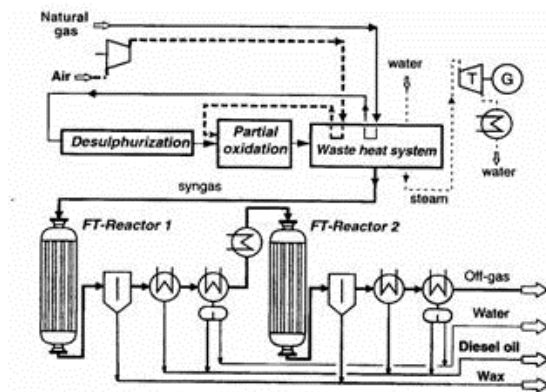 Natural
gas
Air
water
T
G
Desulphurization
Partial
oxidation
Waste heat system
water
steam
syngas
FT-Reactor 1
FT-Reactor 2
Off-gas
Water
Diesel oil
Wax